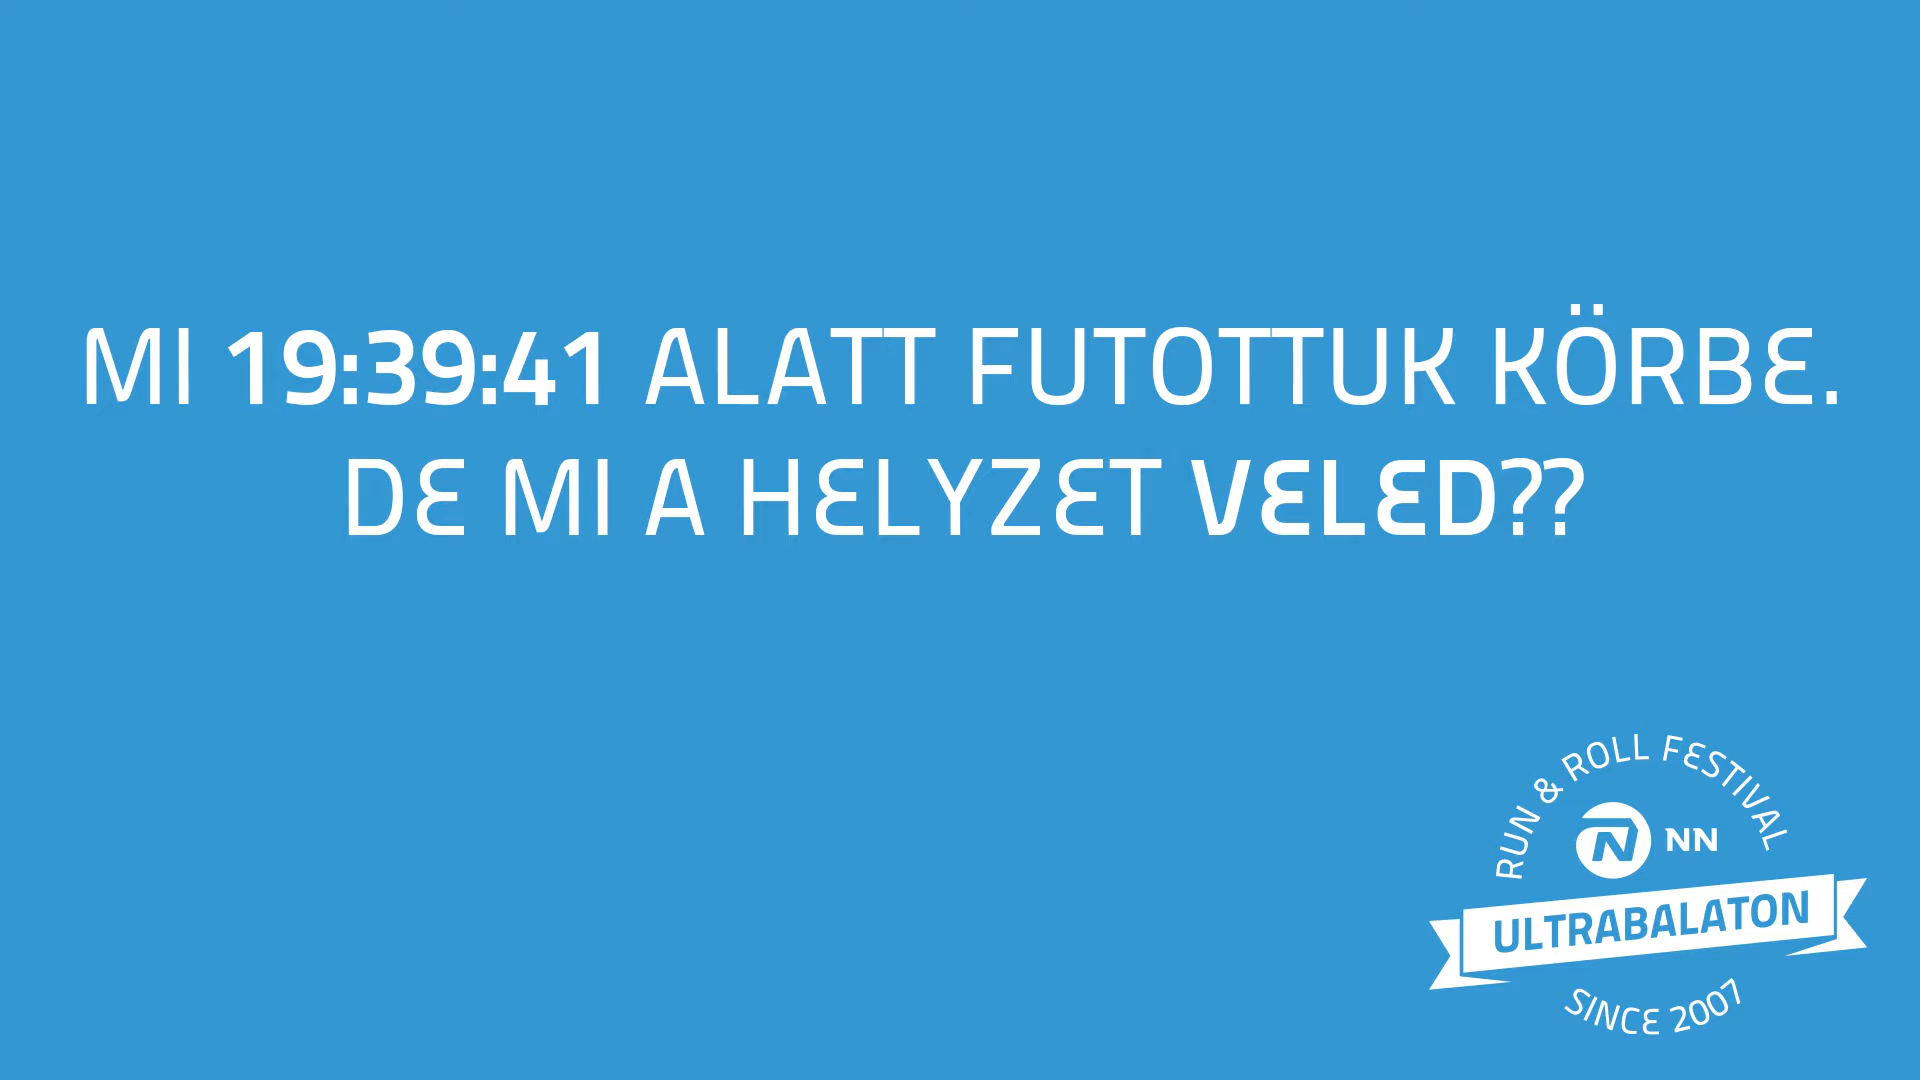 MI 19:39:41 ALATT FUTOTTUK KÖRBE.
DE MI A HELYZET VELED??
RUN & ROLL FESTIVAL
NN
ULTRABALATON
SINCE 2007